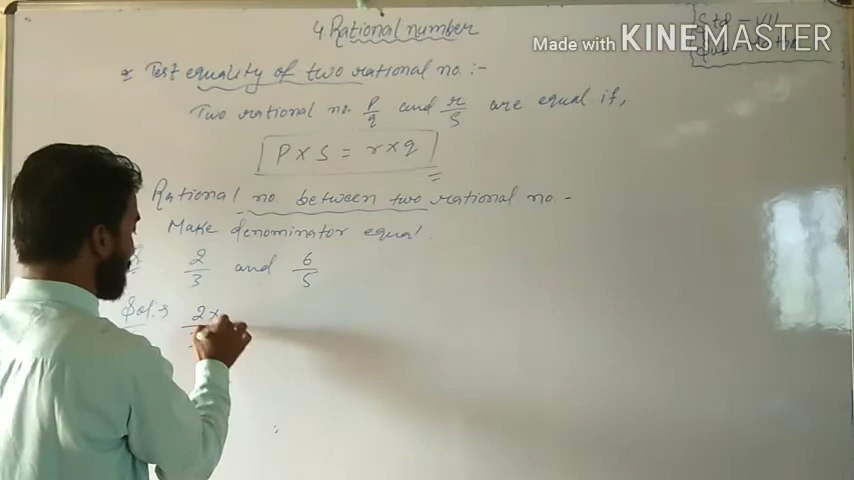 4 Rational number
Made with KINEMASTER
Std - VII
* Test equality of two rational no :-
Two rational no. P/q and r/s are equal if,
P x S = r x q
Rational no. between two rational no. -
Make denominator equal.
2/3 and 6/5
Sol:→ 2x